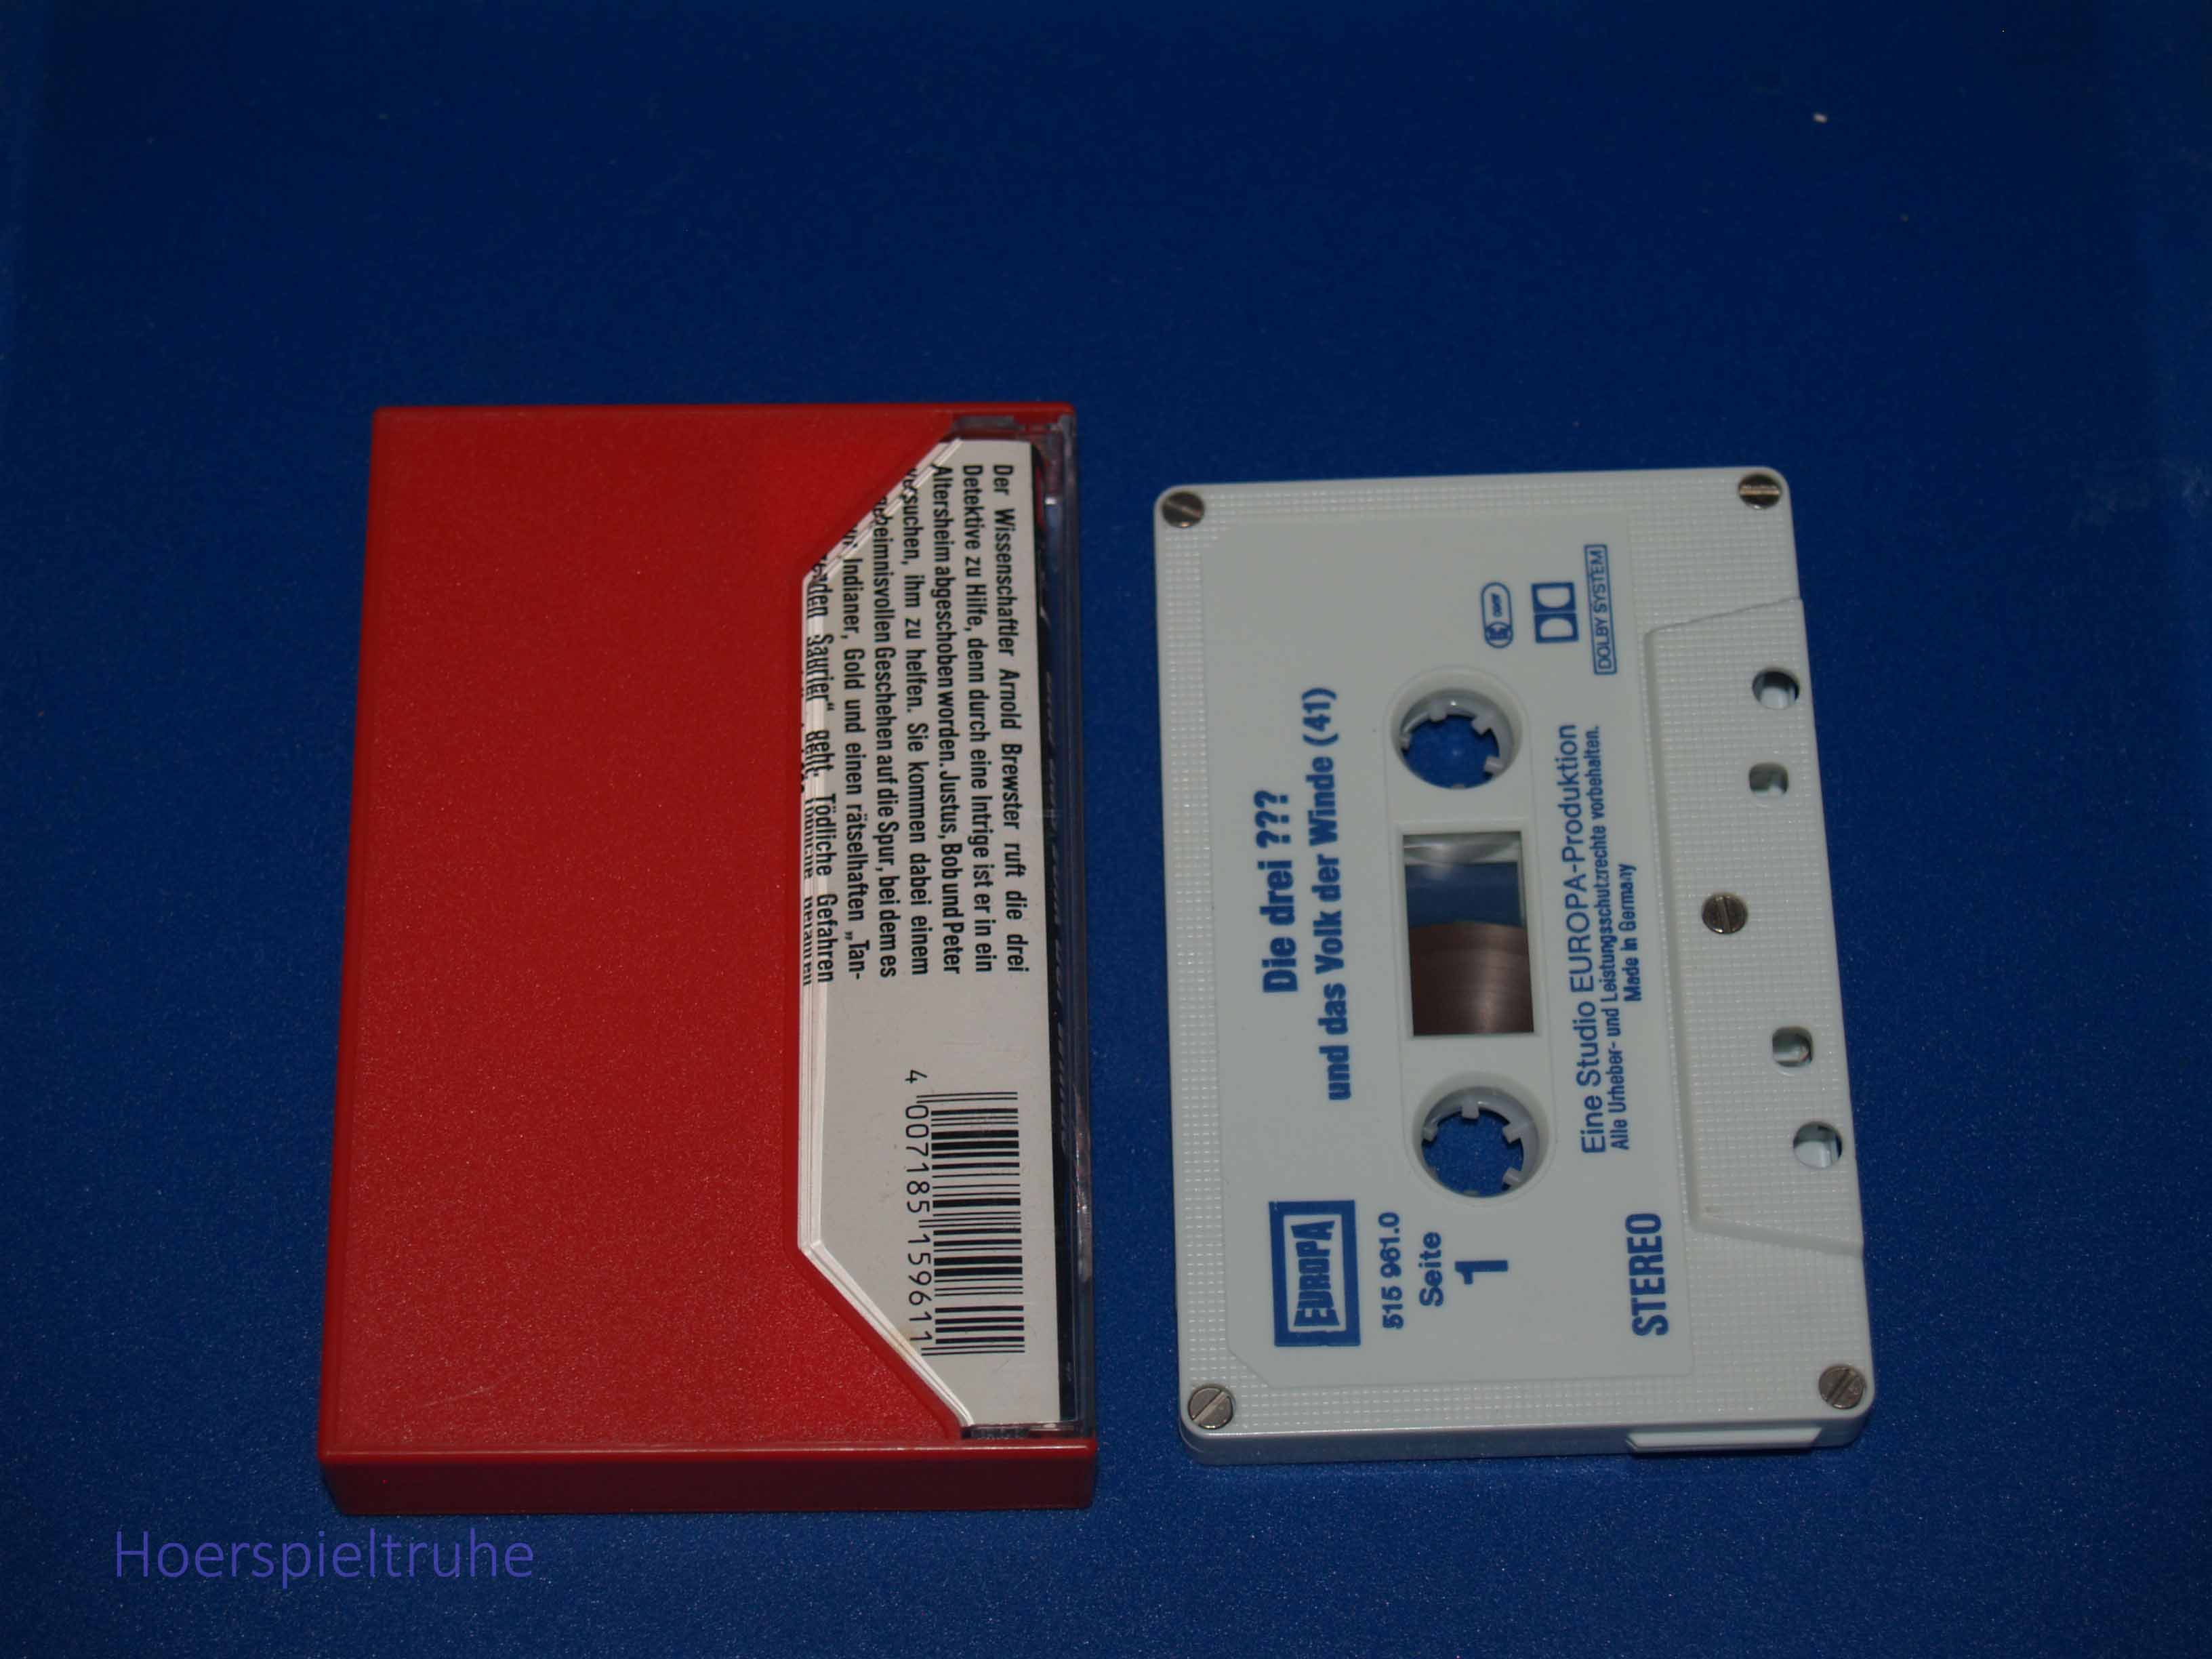 Der Wissenschaftler Arnold Brewster ruft die drei
Detektive zu Hilfe, denn durch eine Intrige ist er in ein
Altersheim abgeschoben worden. Justus, Bob und Peter
versuchen, ihm zu helfen. Sie kommen dabei einem
geheimnisvollen Geschehen auf die Spur, bei dem es
Indianer, Gold und einen rätselhaften „Tan-
zenden Saurier“ geht. Tödliche Gefahren
4 007185 159611
Die drei ???
und das Volk der Winde (41)
EUROPA
515 961.0
Seite
1
DOLBY SYSTEM
Eine Studio EUROPA-Produktion
Alle Urheber- und Leistungsschutzrechte vorbehalten.
Made in Germany
STEREO
Hoerspieltruhe